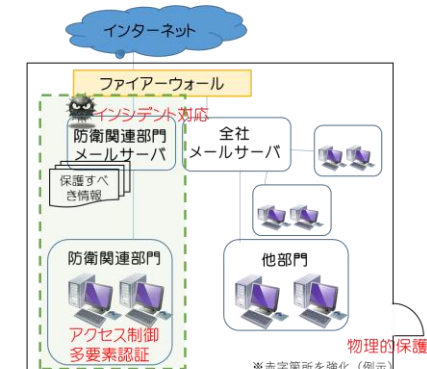 インターネット
ファイアーウォール
インシデント対応
防衛関連部門
メールサーバ
全社
メールサーバ
保護すべ
き情報
防衛関連部門
他部門
アクセス制御
多要素認証
物理的保護
※赤字箇所を強化（例示）